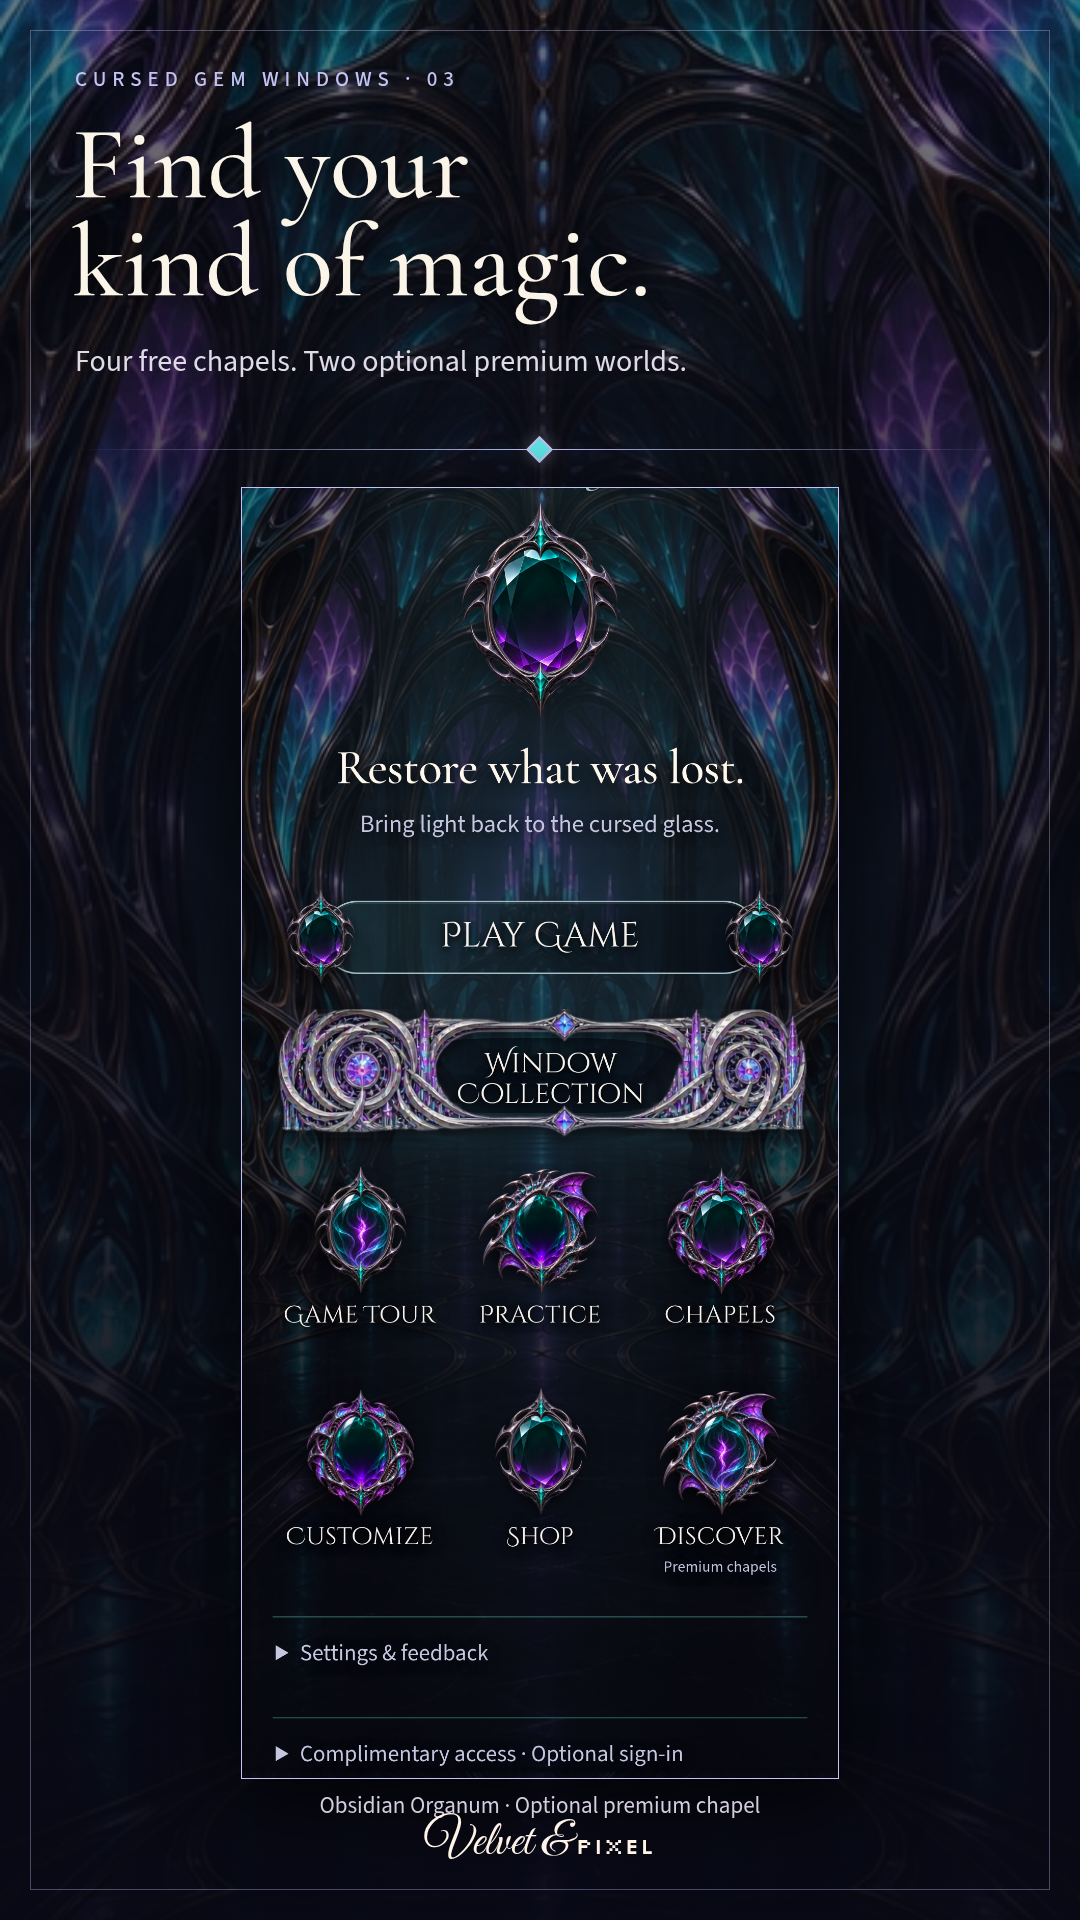 CURSED GEM WINDOWS · 03
Find your
kind of magic.
Four free chapels. Two optional premium worlds.
Restore what was lost.
Bring light back to the cursed glass.
PLAY GAME
WINDOW
COLLECTION
GAME TOUR
PRACTICE
CHAPELS
CUSTOMIZE
SHOP
DISCOVER
Premium chapels
▶ Settings & feedback
▶ Complimentary access · Optional sign-in
Obsidian Organum · Optional premium chapel
Velvet & PIXEL